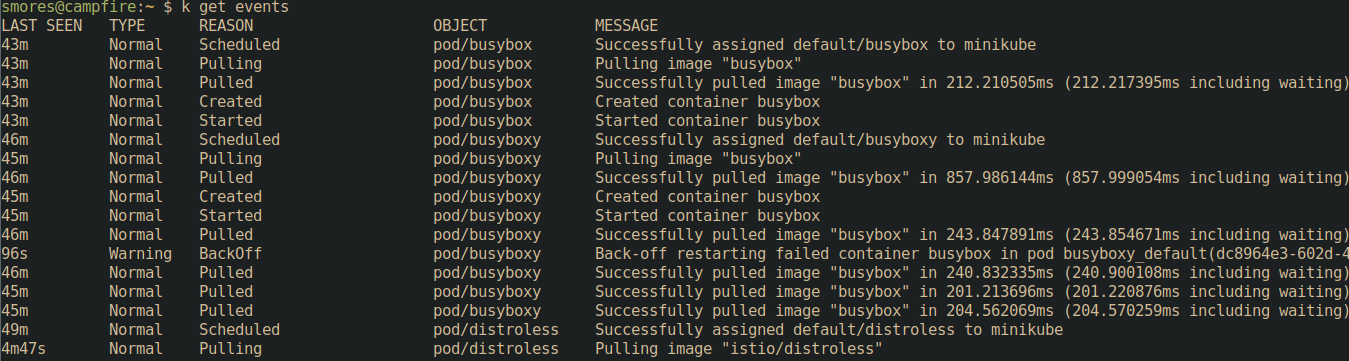 smores@campfire:~ $ k get events
LAST SEEN   TYPE      REASON                    OBJECT            MESSAGE
43m         Normal    Scheduled                 pod/busybox       Successfully assigned default/busybox to minikube
43m         Normal    Pulling                   pod/busybox       Pulling image "busybox"
43m         Normal    Pulled                    pod/busybox       Successfully pulled image "busybox" in 212.210505ms (212.217395ms including waiting)
43m         Normal    Created                   pod/busybox       Created container busybox
43m         Normal    Started                   pod/busybox       Started container busybox
46m         Normal    Scheduled                 pod/busyboxy      Successfully assigned default/busyboxy to minikube
45m         Normal    Pulling                   pod/busyboxy      Pulling image "busybox"
46m         Normal    Pulled                    pod/busyboxy      Successfully pulled image "busybox" in 857.986144ms (857.999054ms including waiting)
45m         Normal    Created                   pod/busyboxy      Created container busybox
45m         Normal    Started                   pod/busyboxy      Started container busybox
46m         Normal    Pulled                    pod/busyboxy      Successfully pulled image "busybox" in 243.847891ms (243.854671ms including waiting)
96s         Warning   BackOff                   pod/busyboxy      Back-off restarting failed container busybox in pod busyboxy_default(dc8964e3-602d-4
46m         Normal    Pulled                    pod/busyboxy      Successfully pulled image "busybox" in 240.832335ms (240.900108ms including waiting)
45m         Normal    Pulled                    pod/busyboxy      Successfully pulled image "busybox" in 201.213696ms (201.220876ms including waiting)
45m         Normal    Pulled                    pod/busyboxy      Successfully pulled image "busybox" in 204.562069ms (204.570259ms including waiting)
49m         Normal    Scheduled                 pod/distroless    Successfully assigned default/distroless to minikube
4m47s       Normal    Pulling                   pod/distroless    Pulling image "istio/distroless"